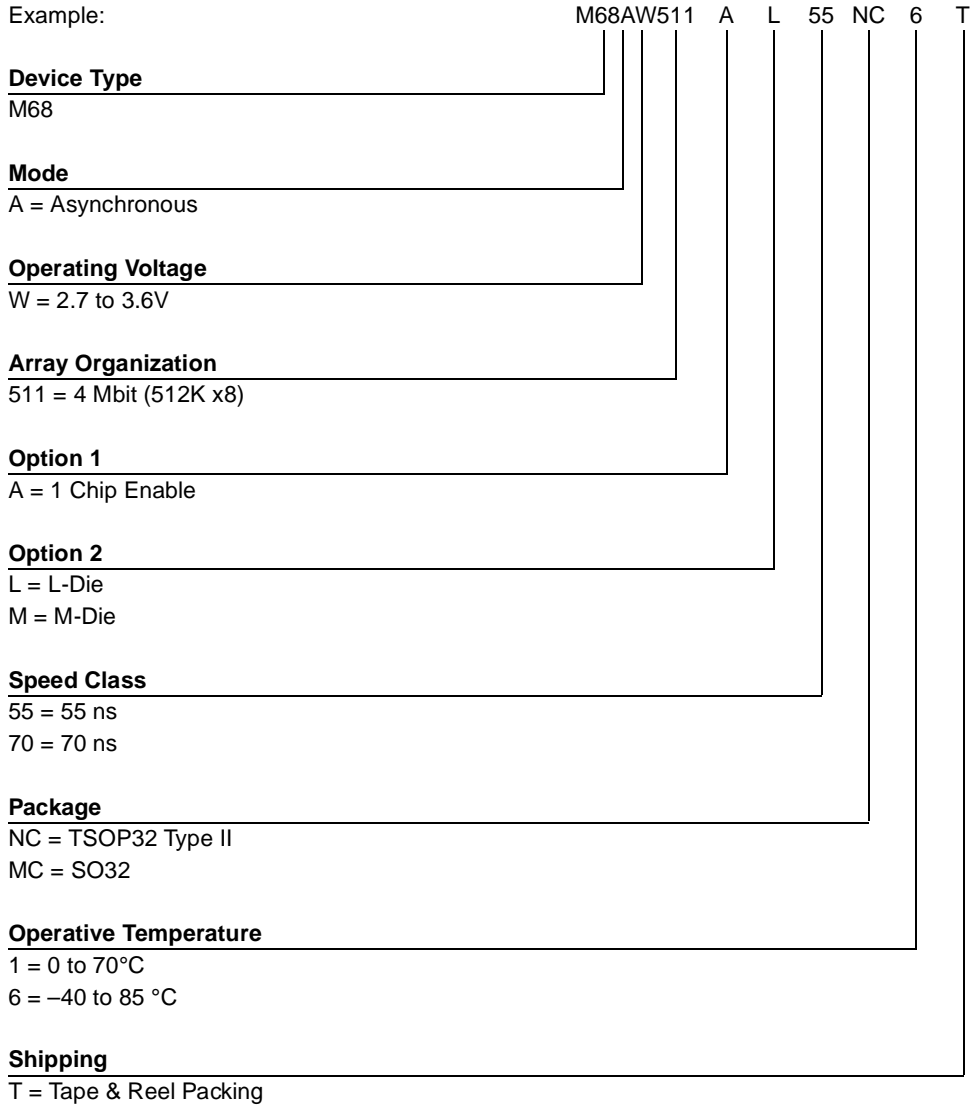 Example: M68AW511 A L 55 NC 6 T
Device Type
M68
Mode
A = Asynchronous
Operating Voltage
W = 2.7 to 3.6V
Array Organization
511 = 4 Mbit (512K x8)
Option 1
A = 1 Chip Enable
Option 2
L = L-Die
M = M-Die
Speed Class
55 = 55 ns
70 = 70 ns
Package
NC = TSOP32 Type II
MC = SO32
Operative Temperature
1 = 0 to 70°C
6 = –40 to 85 °C
Shipping
T = Tape & Reel Packing